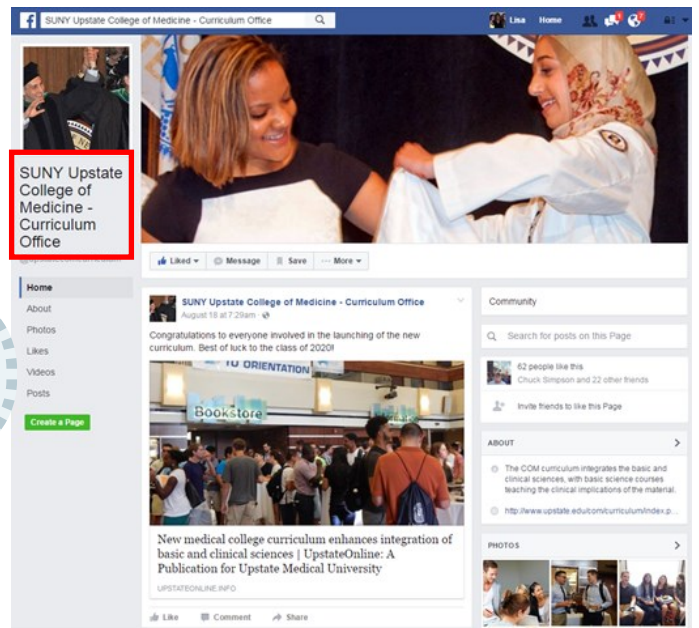 SUNY Upstate College of Medicine - Curriculum Office
Lisa Home
SUNY Upstate
College of
Medicine -
Curriculum
Office
Liked Message Save ··· More
Home
About
Photos
Likes
Videos
Posts
Create a Page
SUNY Upstate College of Medicine - Curriculum Office
August 18 at 7:29am ·
Congratulations to everyone involved in the launching of the new
curriculum. Best of luck to the class of 2020!
TO ORIENTATION
Bookstore
New medical college curriculum enhances integration of
basic and clinical sciences | UpstateOnline: A
Publication for Upstate Medical University
UPSTATEONLINE.INFO
Like Comment Share
Community
Search for posts on this Page
62 people like this
Chuck Simpson and 22 other friends
Invite friends to like this Page
ABOUT >
The COM curriculum integrates the basic and
clinical sciences, with basic science courses
teaching the clinical implications of the material.
http://www.upstate.edu/com/curriculum/index.p...
PHOTOS >